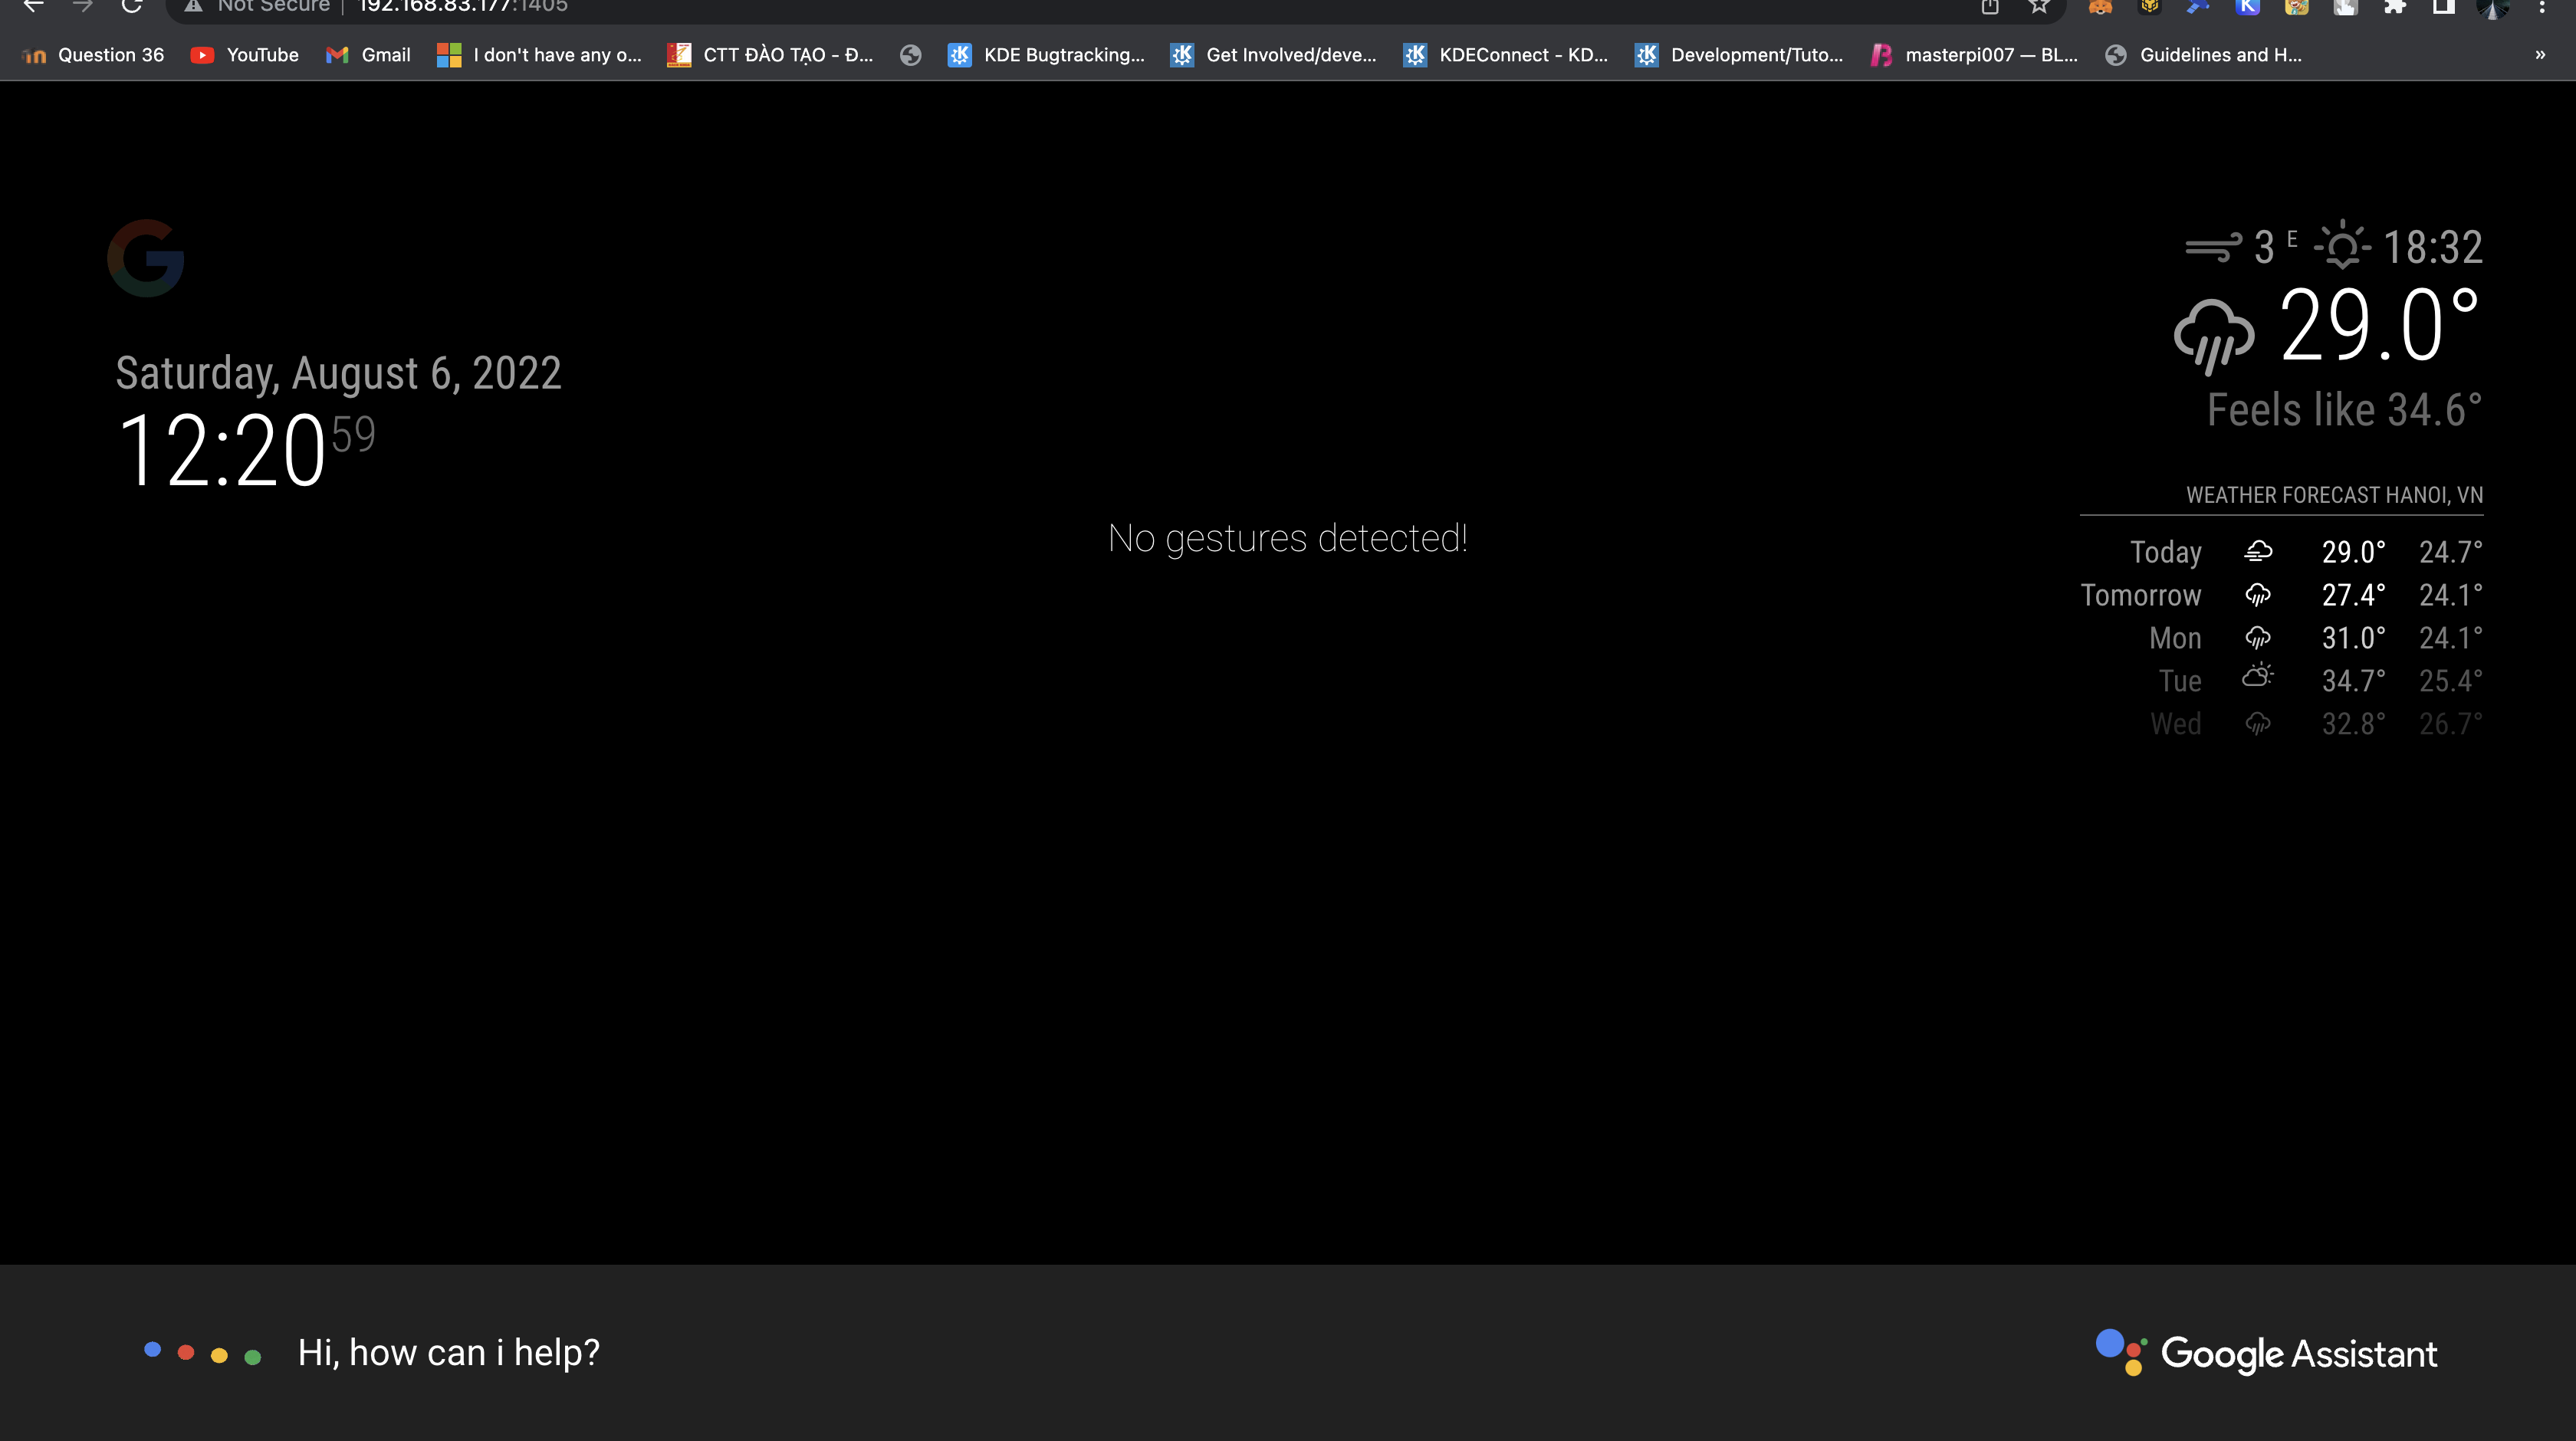 Not Secure | 192.168.83.177:1405
Question 36 YouTube Gmail I don't have any o... CTT ĐÀO TẠO - Đ... KDE Bugtracking... Get Involved/deve... KDEConnect - KD... Development/Tuto... masterpi007 — BL... Guidelines and H... »
Saturday, August 6, 2022
12:20 59
No gestures detected!
3 E 18:32
29.0°
Feels like 34.6°
WEATHER FORECAST HANOI, VN
Today 29.0° 24.7°
Tomorrow 27.4° 24.1°
Mon 31.0° 24.1°
Tue 34.7° 25.4°
Wed 32.8° 26.7°
Hi, how can i help?
Google Assistant